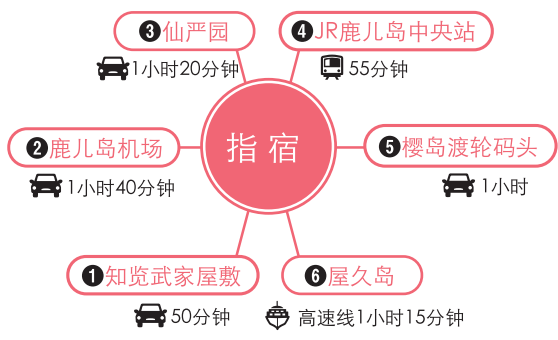 ❸仙严园
1小时20分钟
❹JR鹿儿岛中央站
55分钟
❷鹿儿岛机场
1小时40分钟
指宿
❺樱岛渡轮码头
1小时
❶知览武家屋敷
50分钟
❻屋久岛
高速线1小时15分钟